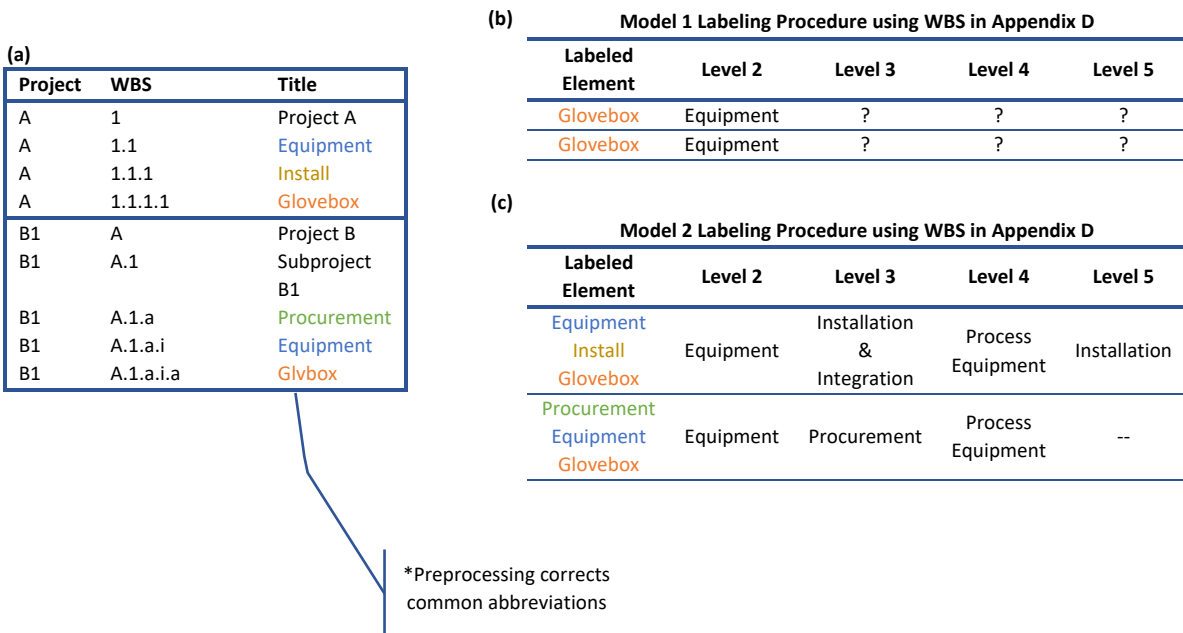 (a)
Project WBS Title
A 1 Project A
A 1.1 Equipment
A 1.1.1 Install
A 1.1.1.1 Glovebox
B1 A Project B
B1 A.1 Subproject
B1
B1 A.1.a Procurement
B1 A.1.a.i Equipment
B1 A.1.a.i.a Glvbox
*Preprocessing corrects
common abbreviations
(b)
Model 1 Labeling Procedure using WBS in Appendix D
Labeled
Element Level 2 Level 3 Level 4 Level 5
Glovebox Equipment ? ? ?
Glovebox Equipment ? ? ?
(c)
Model 2 Labeling Procedure using WBS in Appendix D
Labeled
Element Level 2 Level 3 Level 4 Level 5
Equipment
Install
Glovebox
Equipment
Installation
&
Integration
Process
Equipment
Installation
Procurement
Equipment
Glovebox
Equipment
Procurement
Process
Equipment
--